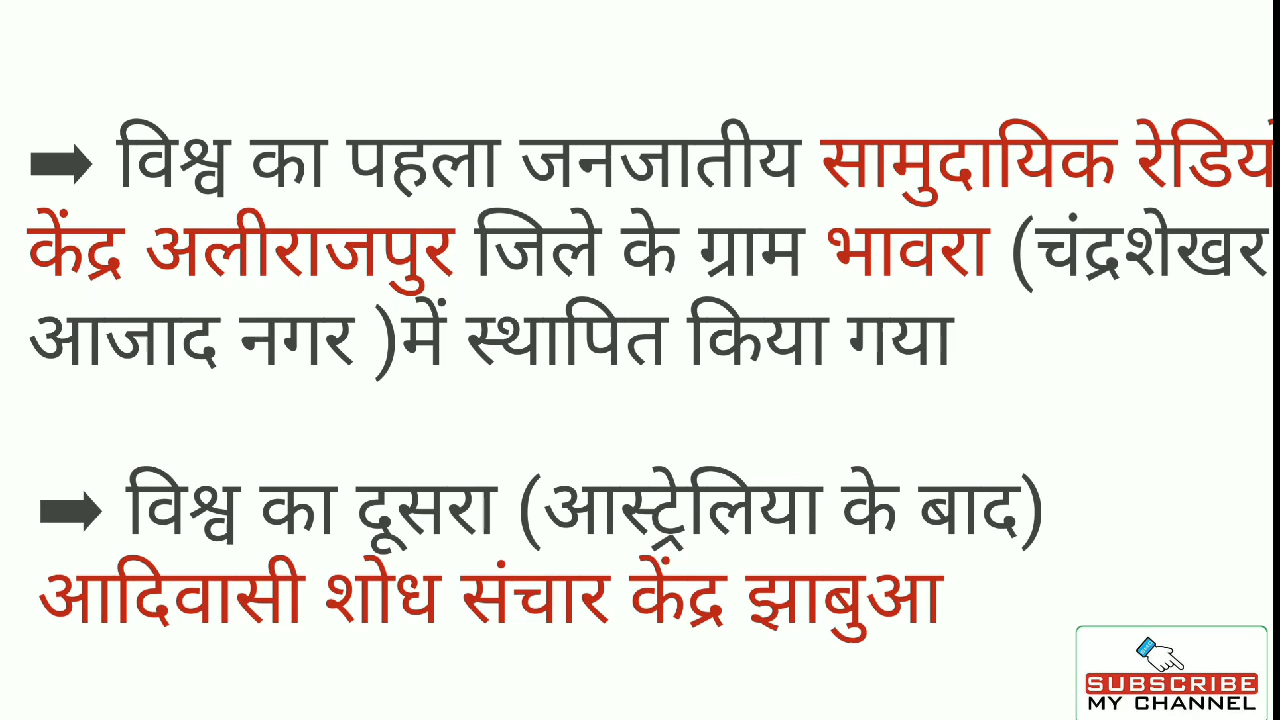 ➡ विश्व का पहला जनजातीय सामुदायिक रेडियो
केंद्र अलीराजपुर जिले के ग्राम भावरा (चंद्रशेखर
आजाद नगर )में स्थापित किया गया
➡ विश्व का दूसरा (आस्ट्रेलिया के बाद)
आदिवासी शोध संचार केंद्र झाबुआ
SUBSCRIBE
MY CHANNEL